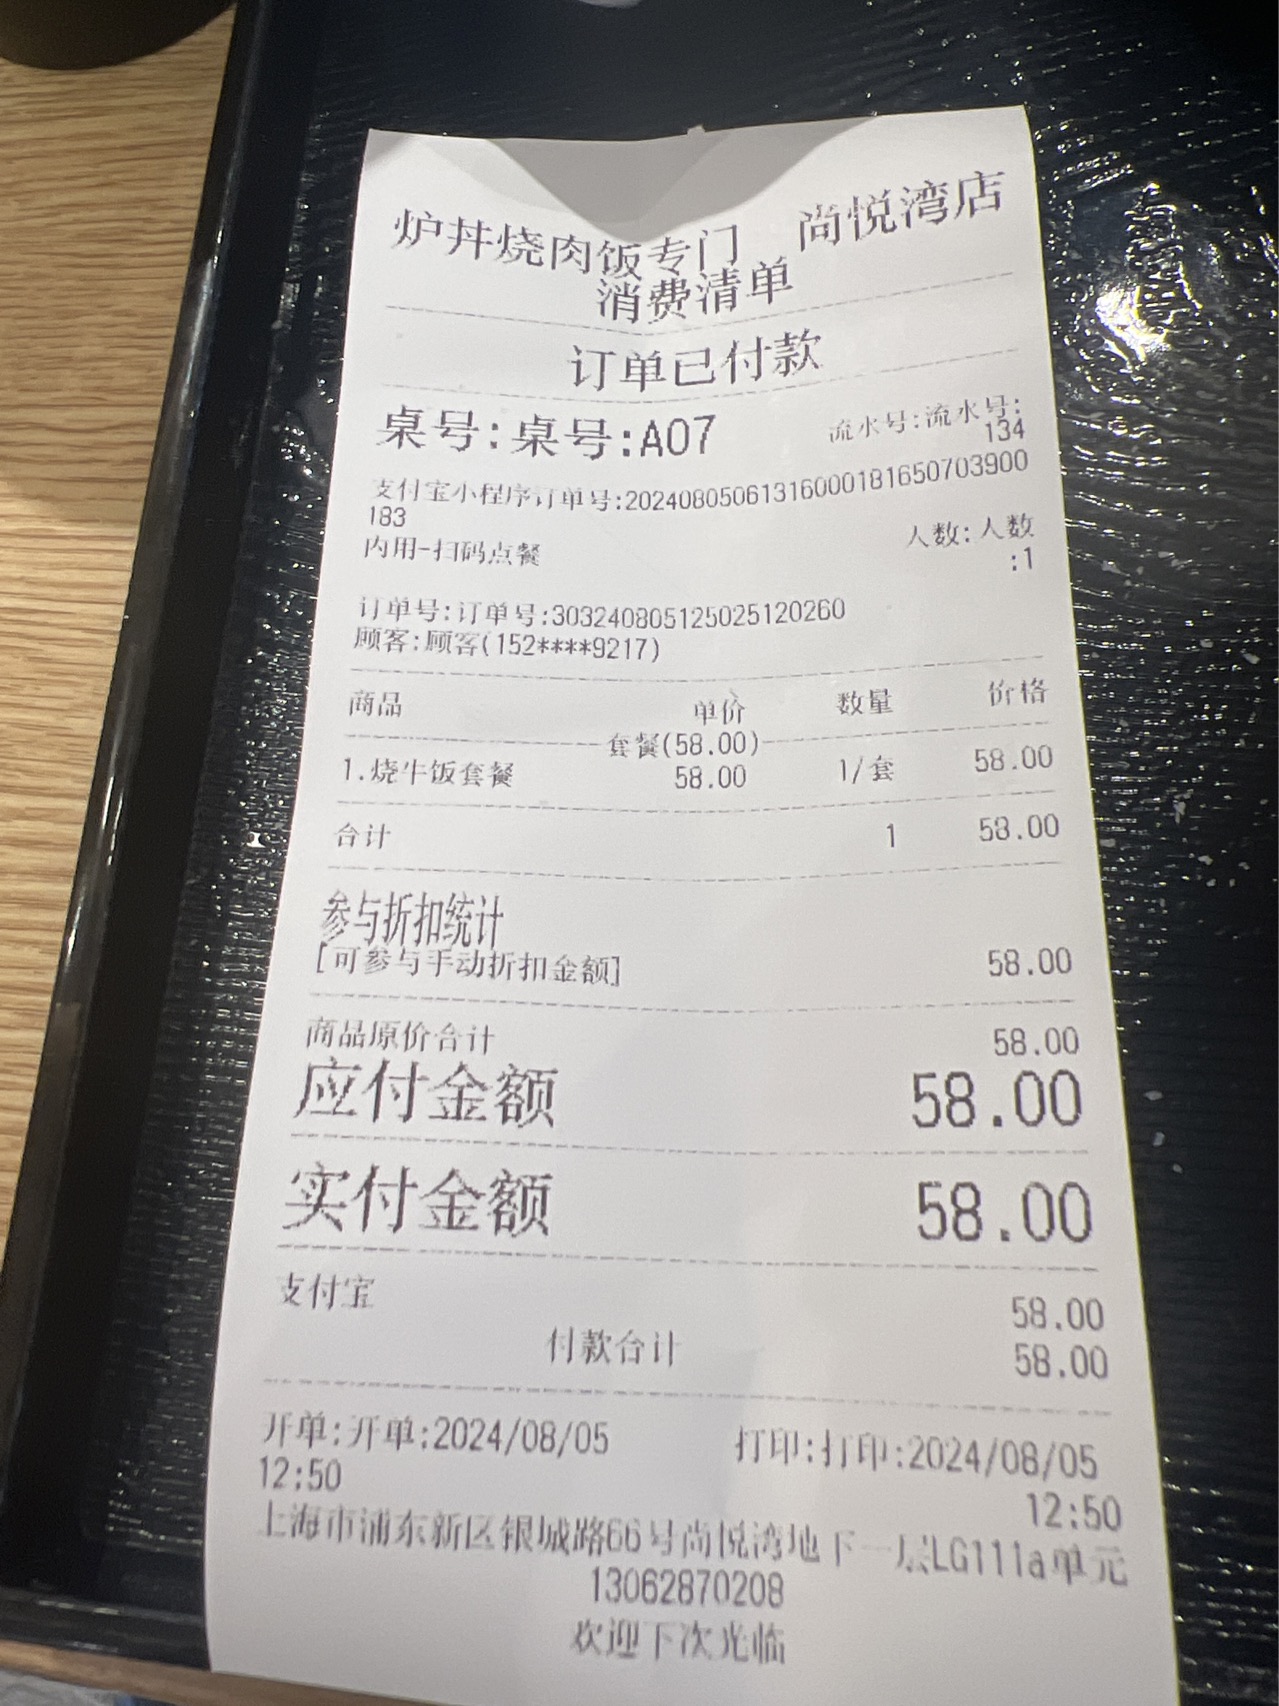 炉丼烧肉饭专门 尚悦湾店
消费清单
订单已付款
桌号:桌号:A07 流水号:流水号:
134
支付宝小程序订单号:2024080506131600018165070390​0
183
内用-扫码点餐 人数:人数
:1
订单号:订单号:303240805125025120260
顾客:顾客(152****9217)
商品 单价 数量 价格
套餐(58.00)
1.烧牛饭套餐 58.00 1/套 58.00
合计 1 58.00
参与折扣统计
[可参与手动折扣金额] 58.00
商品原价合计 58.00
应付金额 58.00
实付金额 58.00
支付宝 58.00
付款合计 58.00
开单:开单:2024/08/05 打印:打印:2024/08/05
12:50 12:50
上海市浦东新区银城路66号尚悦湾地下一层LG111a单元
13062870208
欢迎下次光临